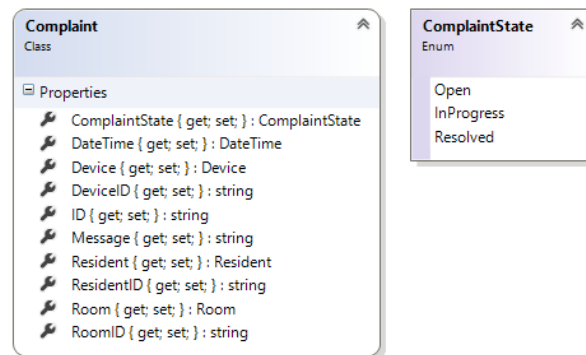 Complaint
Class
Properties
ComplaintState { get; set; } : ComplaintState
DateTime { get; set; } : DateTime
Device { get; set; } : Device
DeviceID { get; set; } : string
ID { get; set; } : string
Message { get; set; } : string
Resident { get; set; } : Resident
ResidentID { get; set; } : string
Room { get; set; } : Room
RoomID { get; set; } : string
ComplaintState
Enum
Open
InProgress
Resolved